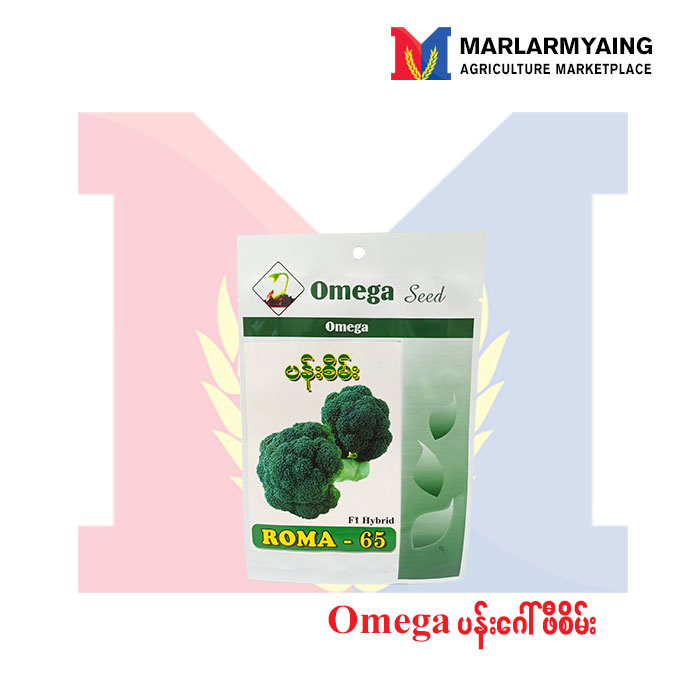 MARLARMYAING
AGRICULTURE MARKETPLACE
Omega Seed
Omega
ပန်းစိမ်း
F1 Hybrid
ROMA - 65
Omega ပန်းဂေါ်ဖီစိမ်း